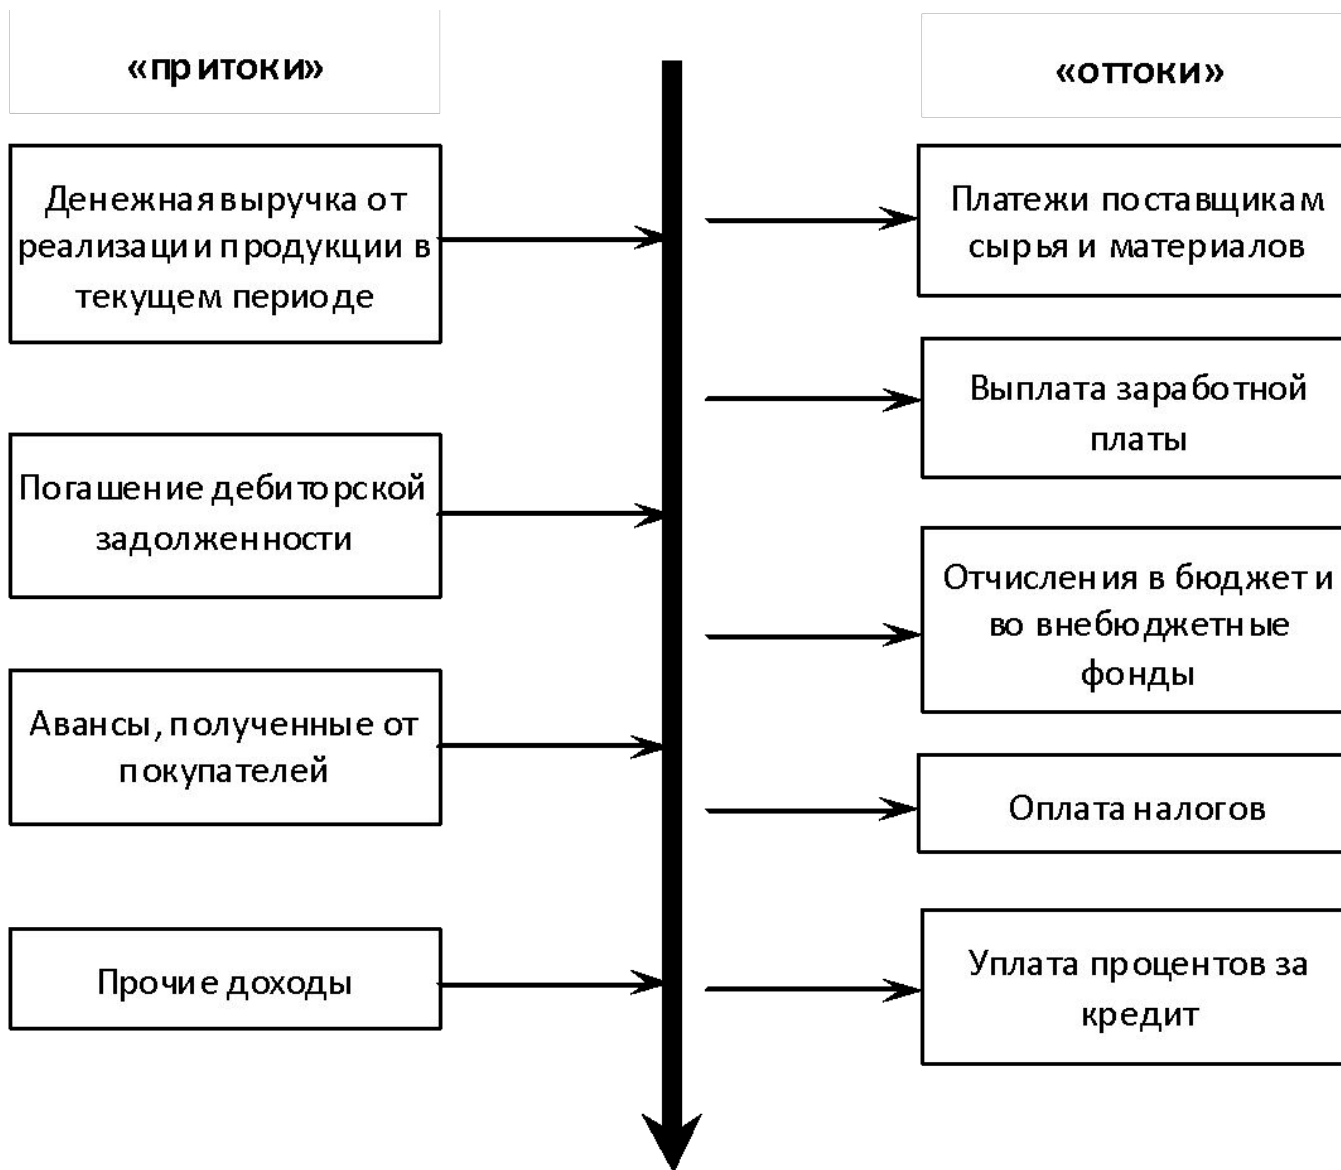 «притоки»
Денежная выручка от
реализации продукции в
текущем периоде
Погашение дебиторской
задолженности
Авансы, полученные от
покупателей
Прочие доходы
«оттоки»
Платежи поставщикам
сырья и материалов
Выплата заработной
платы
Отчисления в бюджет и
во внебюджетные
фонды
Оплата налогов
Уплата процентов за
кредит